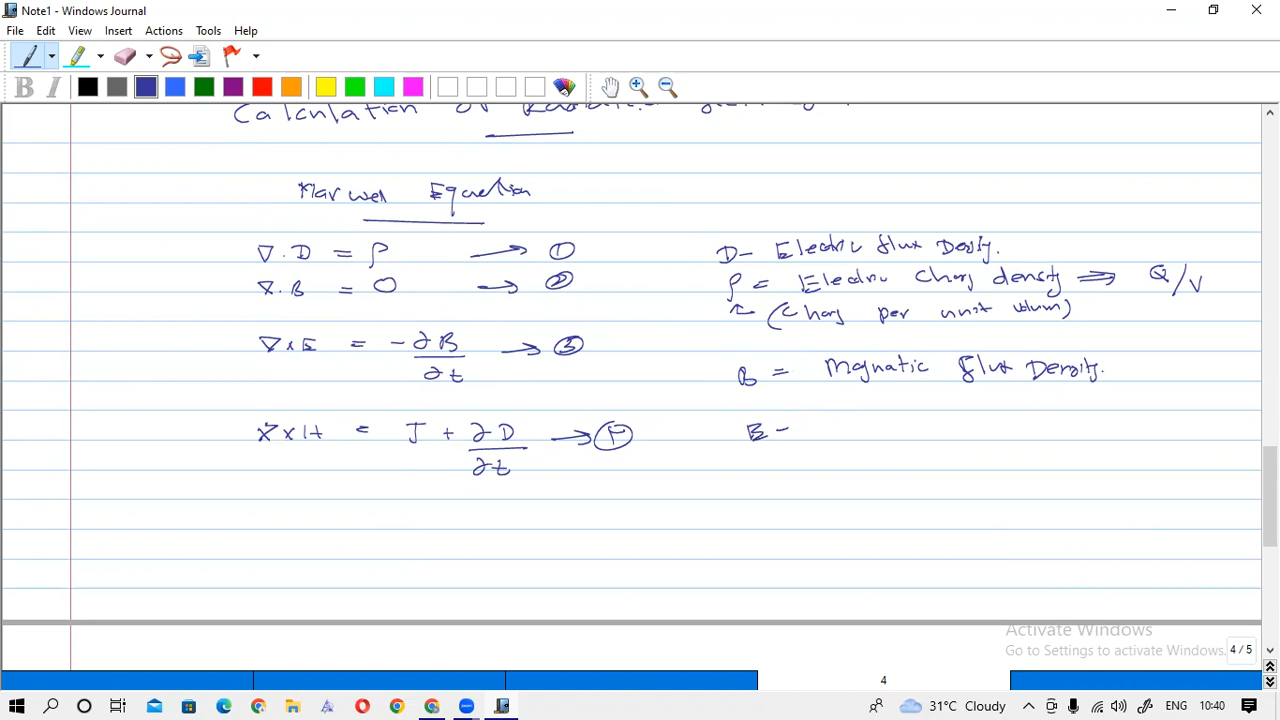 Note1 - Windows Journal
File Edit View Insert Actions Tools Help
B I
Calculation of
Maxwel Equation
∇.D = ρ → ①
∇.B = 0 → ②
∇×E = -∂B/∂t → ③
∇×H = J + ∂D/∂t → ④
D- Electric flux Density.
ρ = Electric Charg density ⇒ Q/V
(Charg per unit volum)
B = Magnatic flux Density.
E -
Activate Windows
Go to Settings to activate Windows.
4 / 5
4
31°C Cloudy
ENG 10:40